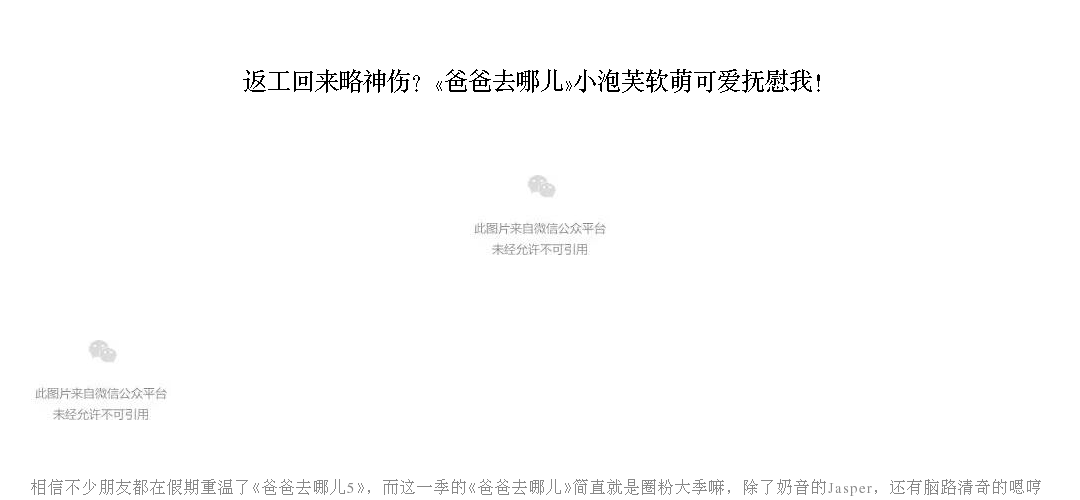 返工回来略神伤？《爸爸去哪儿》小泡芙软萌可爱抚慰我！
此图片来自微信公众平台
未经允许不可引用
此图片来自微信公众平台
未经允许不可引用
相信不少朋友都在假期重温了《爸爸去哪儿5》，而这一季的《爸爸去哪儿》简直就是圈粉大季嘛，除了奶音的Jasper，还有脑路清奇的嗯哼